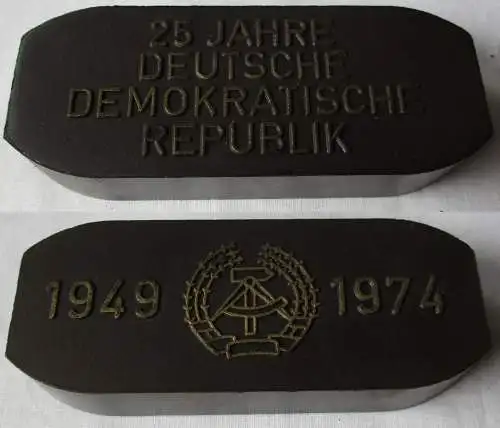 25 JAHRE
DEUTSCHE
DEMOKRATISCHE
REPUBLIK
1949 1974